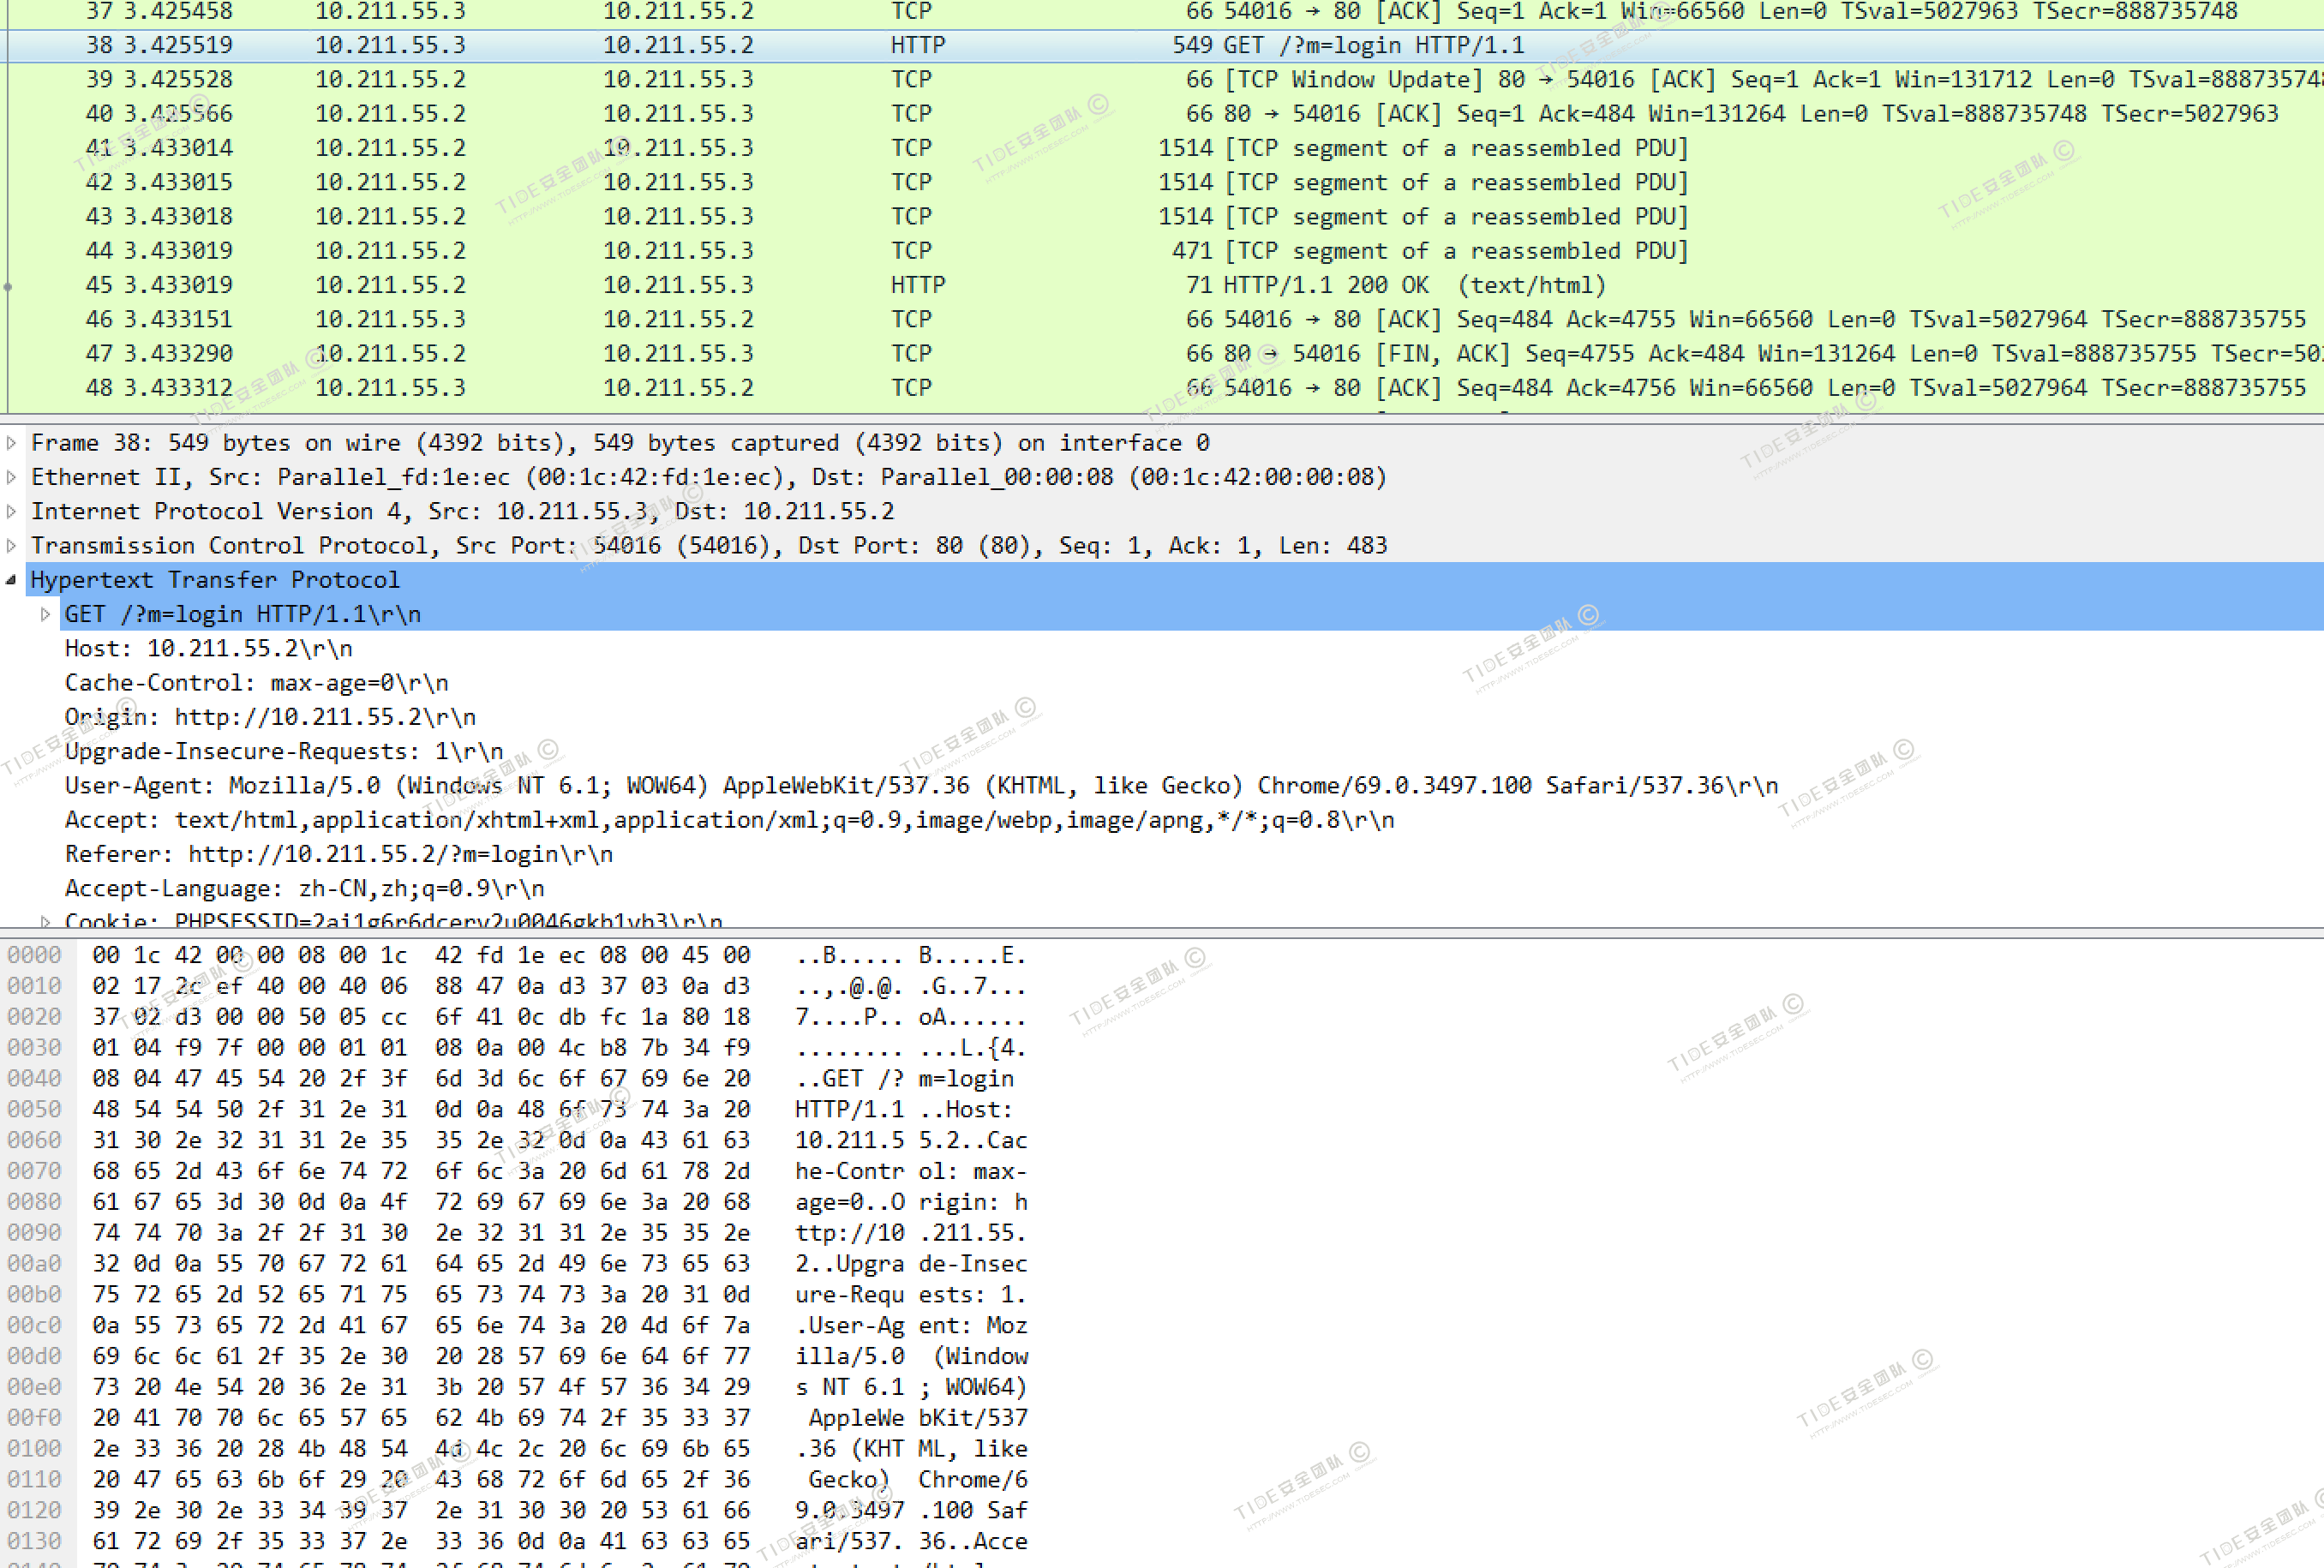 37 3.425458 10.211.55.3 10.211.55.2 TCP 66 54016 → 80 [ACK] Seq=1 Ack=1 Win=66560 Len=0 TSval=5027963 TSecr=888735748
38 3.425519 10.211.55.3 10.211.55.2 HTTP 549 GET /?m=login HTTP/1.1
39 3.425528 10.211.55.2 10.211.55.3 TCP 66 [TCP Window Update] 80 → 54016 [ACK] Seq=1 Ack=1 Win=131712 Len=0 TSval=888735748
40 3.425566 10.211.55.2 10.211.55.3 TCP 66 80 → 54016 [ACK] Seq=1 Ack=484 Win=131264 Len=0 TSval=888735748 TSecr=5027963
41 3.433014 10.211.55.2 10.211.55.3 TCP 1514 [TCP segment of a reassembled PDU]
42 3.433015 10.211.55.2 10.211.55.3 TCP 1514 [TCP segment of a reassembled PDU]
43 3.433018 10.211.55.2 10.211.55.3 TCP 1514 [TCP segment of a reassembled PDU]
44 3.433019 10.211.55.2 10.211.55.3 TCP 471 [TCP segment of a reassembled PDU]
45 3.433019 10.211.55.2 10.211.55.3 HTTP 71 HTTP/1.1 200 OK (text/html)
46 3.433151 10.211.55.3 10.211.55.2 TCP 66 54016 → 80 [ACK] Seq=484 Ack=4755 Win=66560 Len=0 TSval=5027964 TSecr=888735755
47 3.433290 10.211.55.2 10.211.55.3 TCP 66 80 → 54016 [FIN, ACK] Seq=4755 Ack=484 Win=131264 Len=0 TSval=888735755 TSecr=502
48 3.433312 10.211.55.3 10.211.55.2 TCP 66 54016 → 80 [ACK] Seq=484 Ack=4756 Win=66560 Len=0 TSval=5027964 TSecr=888735755
Frame 38: 549 bytes on wire (4392 bits), 549 bytes captured (4392 bits) on interface 0
Ethernet II, Src: Parallel_fd:1e:ec (00:1c:42:fd:1e:ec), Dst: Parallel_00:00:08 (00:1c:42:00:00:08)
Internet Protocol Version 4, Src: 10.211.55.3, Dst: 10.211.55.2
Transmission Control Protocol, Src Port: 54016 (54016), Dst Port: 80 (80), Seq: 1, Ack: 1, Len: 483
Hypertext Transfer Protocol
GET /?m=login HTTP/1.1\r\n
Host: 10.211.55.2\r\n
Cache-Control: max-age=0\r\n
Origin: http://10.211.55.2\r\n
Upgrade-Insecure-Requests: 1\r\n
User-Agent: Mozilla/5.0 (Windows NT 6.1; WOW64) AppleWebKit/537.36 (KHTML, like Gecko) Chrome/69.0.3497.100 Safari/537.36\r\n
Accept: text/html,application/xhtml+xml,application/xml;q=0.9,image/webp,image/apng,*/*;q=0.8\r\n
Referer: http://10.211.55.2/?m=login\r\n
Accept-Language: zh-CN,zh;q=0.9\r\n
Cookie: PHPSESSID=2ai1g6r6dcerv2u0046gkb1vh3\r\n
0000 00 1c 42 00 00 08 00 1c 42 fd 1e ec 08 00 45 00 ..B..... B.....E.
0010 02 17 2c ef 40 00 40 06 88 47 0a d3 37 03 0a d3 ..,.@.@. .G..7...
0020 37 02 d3 00 00 50 05 cc 6f 41 0c db fc 1a 80 18 7....P.. oA......
0030 01 04 f9 7f 00 00 01 01 08 0a 00 4c b8 7b 34 f9 ........ ...L.{4.
0040 08 04 47 45 54 20 2f 3f 6d 3d 6c 6f 67 69 6e 20 ..GET /? m=login
0050 48 54 54 50 2f 31 2e 31 0d 0a 48 6f 73 74 3a 20 HTTP/1.1 ..Host:
0060 31 30 2e 32 31 31 2e 35 35 2e 32 0d 0a 43 61 63 10.211.5 5.2..Cac
0070 68 65 2d 43 6f 6e 74 72 6f 6c 3a 20 6d 61 78 2d he-Contr ol: max-
0080 61 67 65 3d 30 0d 0a 4f 72 69 67 69 6e 3a 20 68 age=0..O rigin: h
0090 74 74 70 3a 2f 2f 31 30 2e 32 31 31 2e 35 35 2e ttp://10 .211.55.
00a0 32 0d 0a 55 70 67 72 61 64 65 2d 49 6e 73 65 63 2..Upgra de-Insec
00b0 75 72 65 2d 52 65 71 75 65 73 74 73 3a 20 31 0d ure-Requ ests: 1.
00c0 0a 55 73 65 72 2d 41 67 65 6e 74 3a 20 4d 6f 7a .User-Ag ent: Moz
00d0 69 6c 6c 61 2f 35 2e 30 20 28 57 69 6e 64 6f 77 illa/5.0 (Window
00e0 73 20 4e 54 20 36 2e 31 3b 20 57 4f 57 36 34 29 s NT 6.1 ; WOW64)
00f0 20 41 70 70 6c 65 57 65 62 4b 69 74 2f 35 33 37 AppleWe bKit/537
0100 2e 33 36 20 28 4b 48 54 4d 4c 2c 20 6c 69 6b 65 .36 (KHT ML, like
0110 20 47 65 63 6b 6f 29 20 43 68 72 6f 6d 65 2f 36 Gecko) Chrome/6
0120 39 2e 30 2e 33 34 39 37 2e 31 30 30 20 53 61 66 9.0.3497 .100 Saf
0130 61 72 69 2f 35 33 37 2e 33 36 0d 0a 41 63 63 65 ari/537. 36..Acce
TIDE安全团队 ©
HTTP://WWW.TIDESEC.COM